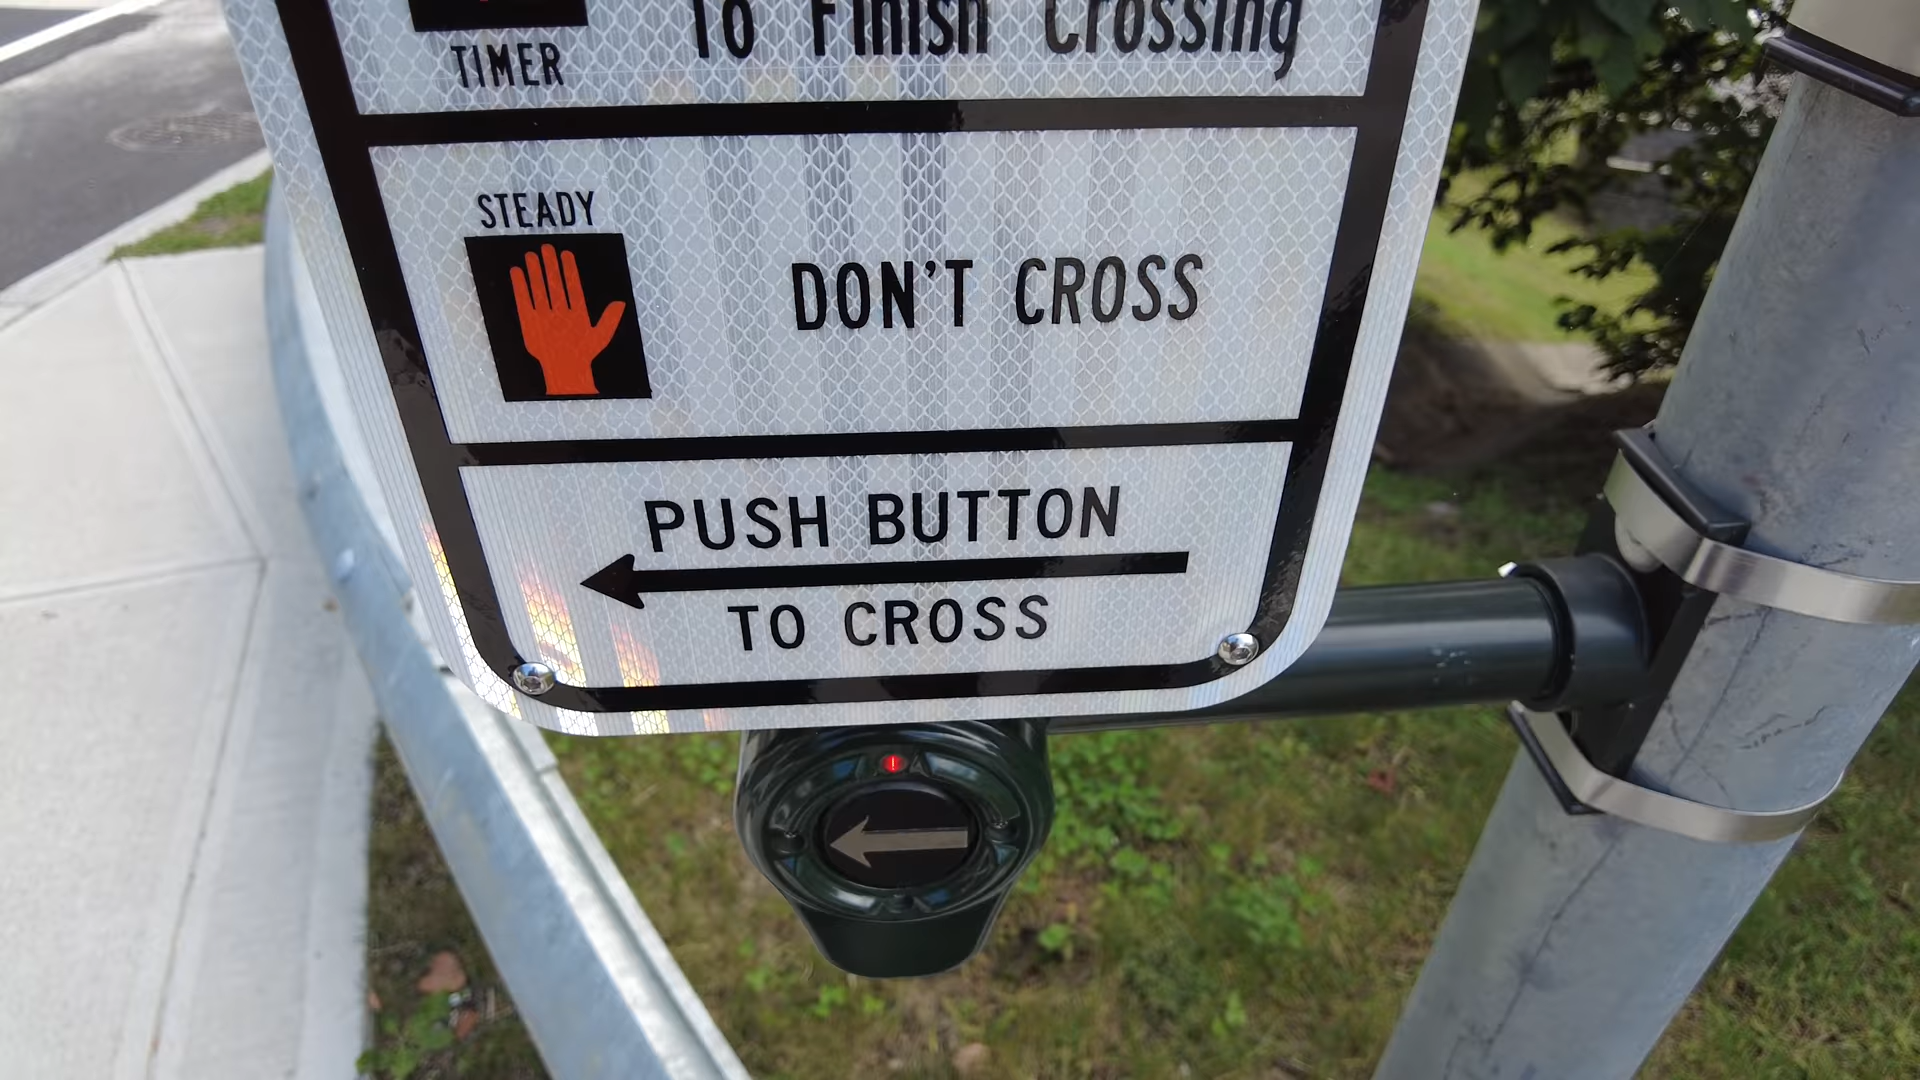 TIMER
To Finish Crossing
STEADY
DON'T CROSS
PUSH BUTTON
TO CROSS